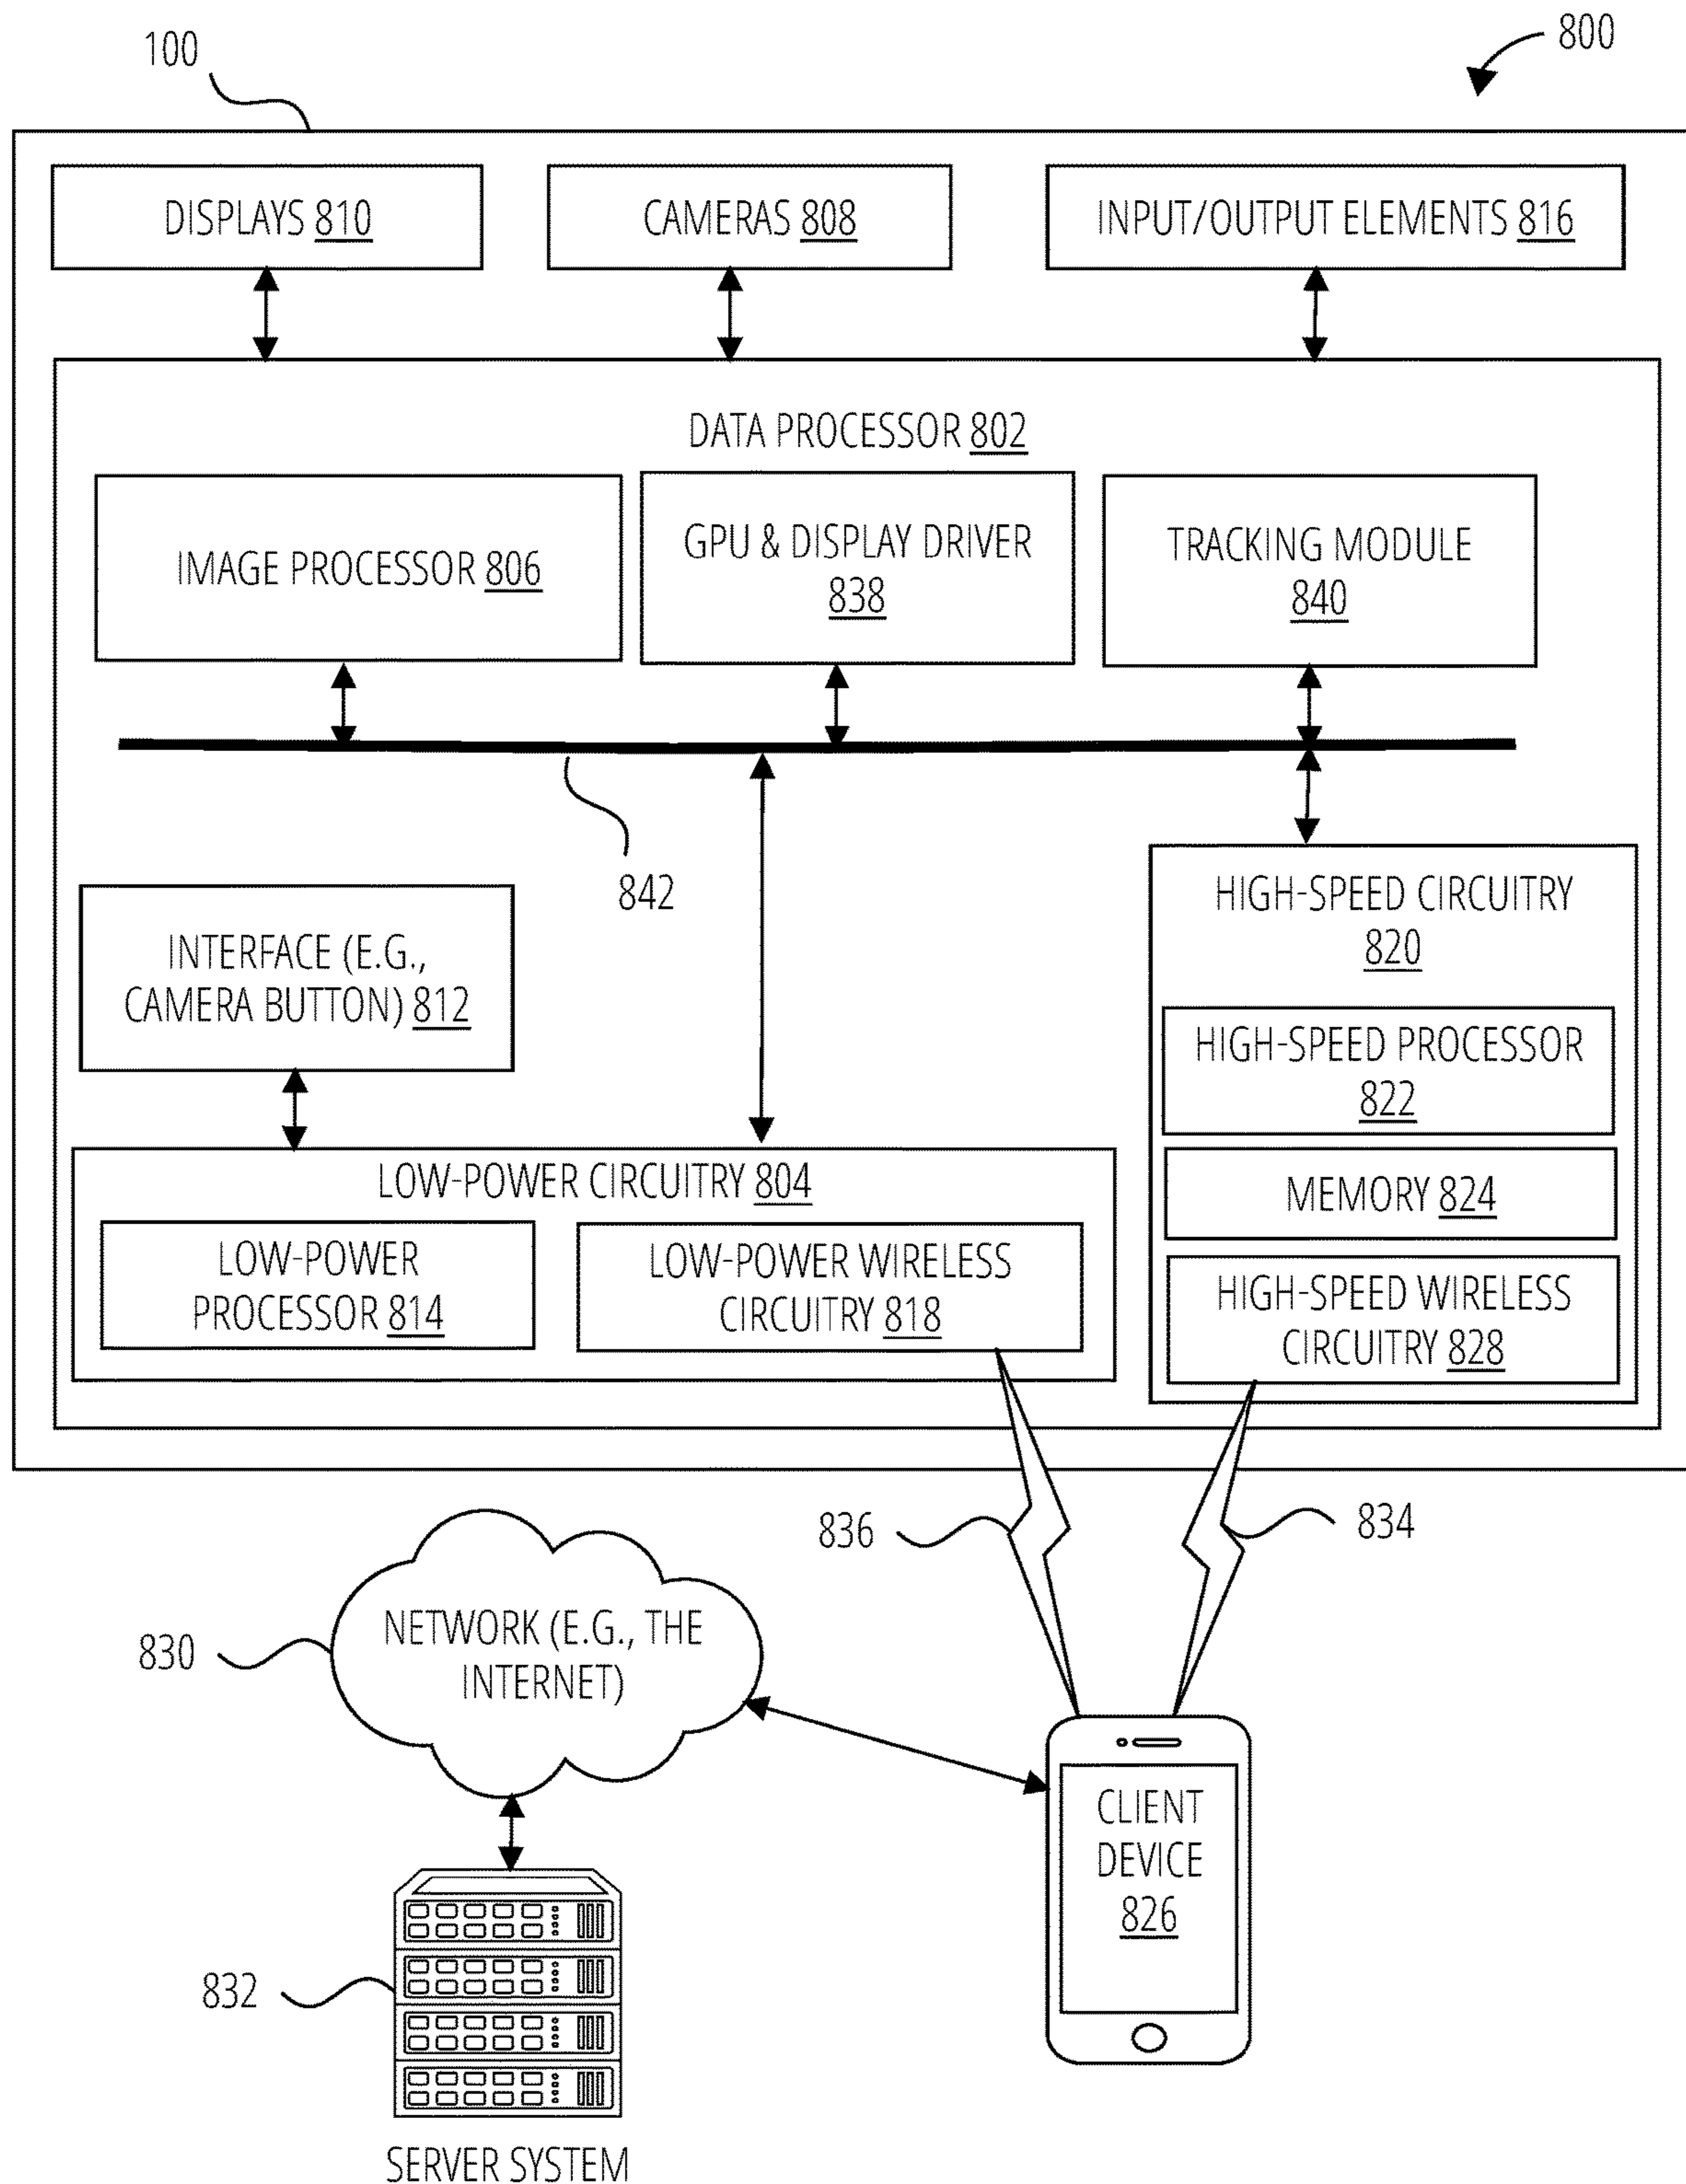 100
800
DISPLAYS 810
CAMERAS 808
INPUT/OUTPUT ELEMENTS 816
DATA PROCESSOR 802
IMAGE PROCESSOR 806
GPU & DISPLAY DRIVER
838
TRACKING MODULE
840
842
INTERFACE (E.G.,
CAMERA BUTTON) 812
HIGH-SPEED CIRCUITRY
820
HIGH-SPEED PROCESSOR
822
MEMORY 824
HIGH-SPEED WIRELESS
CIRCUITRY 828
LOW-POWER CIRCUITRY 804
LOW-POWER
PROCESSOR 814
LOW-POWER WIRELESS
CIRCUITRY 818
836
834
830
NETWORK (E.G., THE
INTERNET)
CLIENT
DEVICE
826
832
SERVER SYSTEM